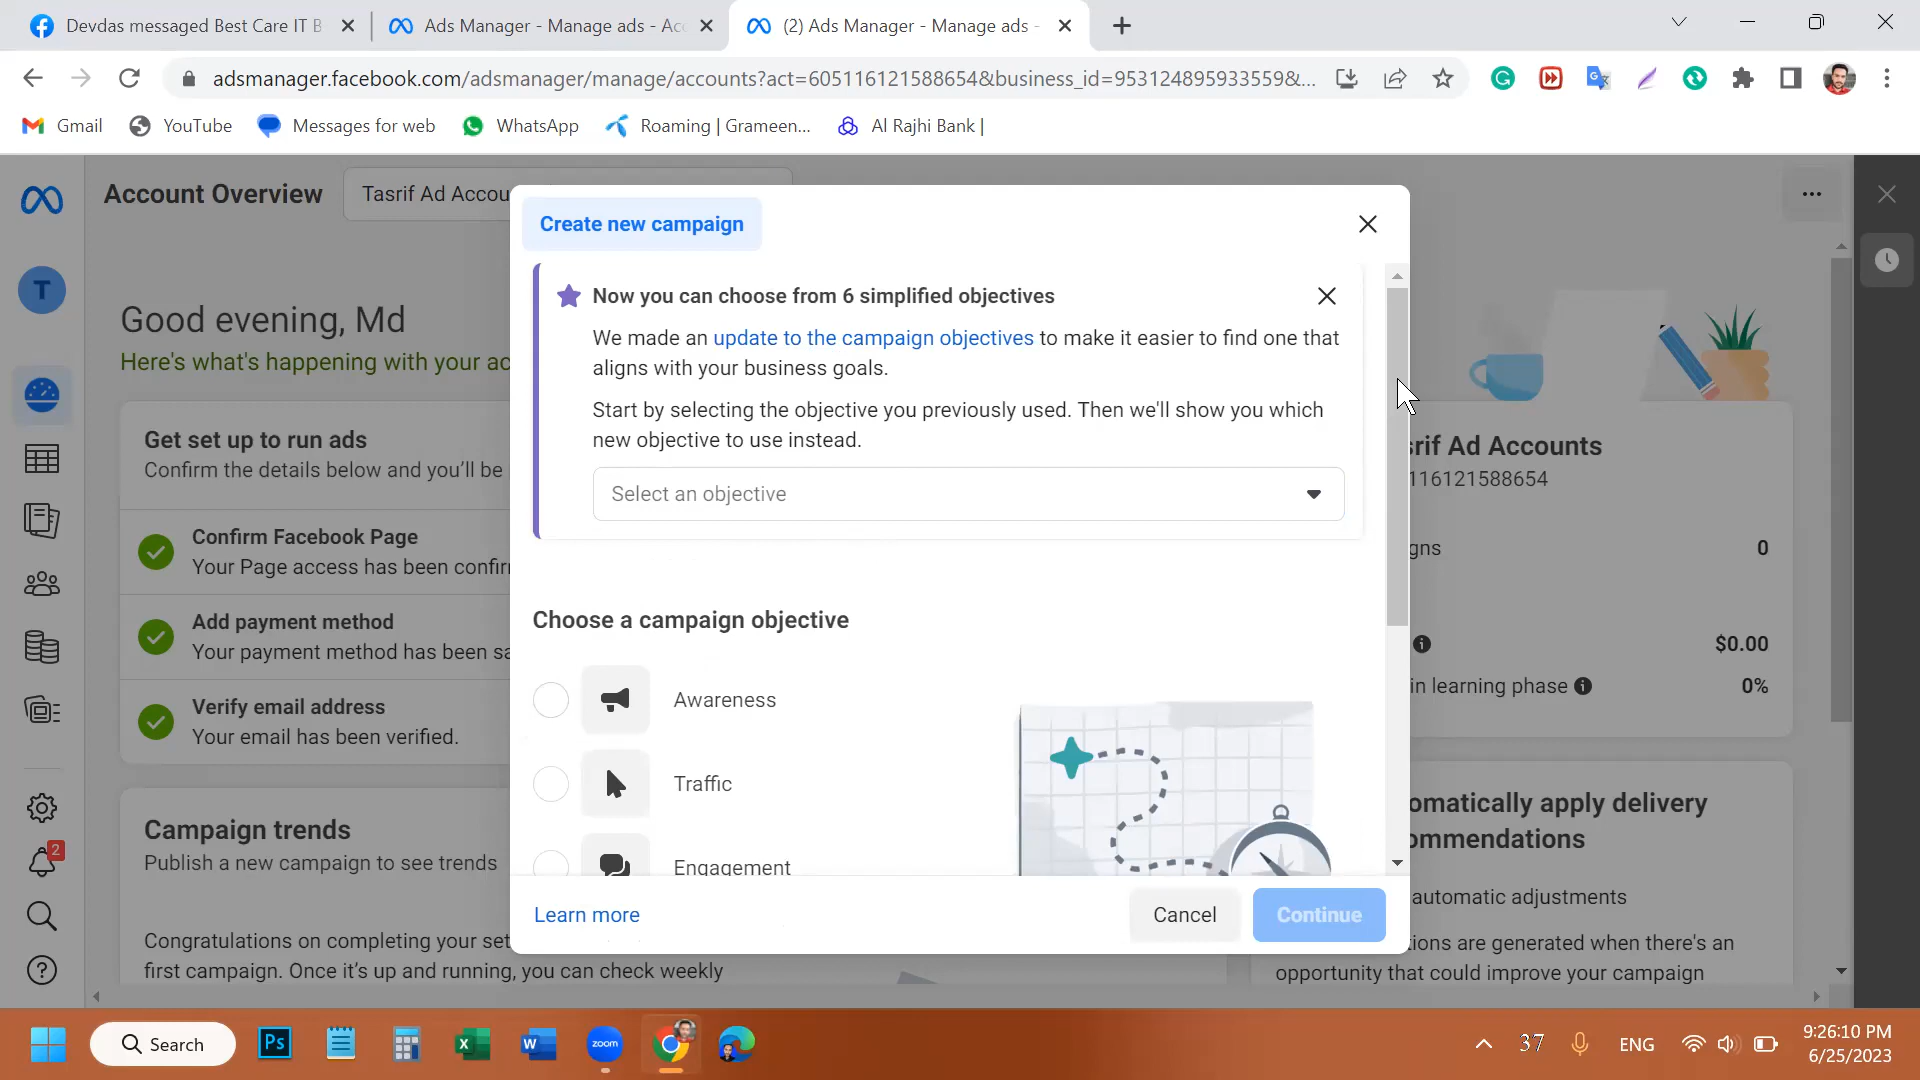 Devdas messaged Best Care IT B
Ads Manager - Manage ads - Acc
(2) Ads Manager - Manage ads -
adsmanager.facebook.com/adsmanager/manage/accounts?act=605116121588654&business_id=953124895933559&...
Gmail
YouTube
Messages for web
WhatsApp
Roaming | Grameen...
Al Rajhi Bank |
Account Overview
Tasrif Ad Accou
Create new campaign
T
Good evening, Md
Here's what's happening with your ac
Now you can choose from 6 simplified objectives
We made an update to the campaign objectives to make it easier to find one that
aligns with your business goals.
Start by selecting the objective you previously used. Then we'll show you which
new objective to use instead.
Select an objective
Get set up to run ads
Confirm the details below and you'll be
Confirm Facebook Page
Your Page access has been confir
Add payment method
Your payment method has been sa
Verify email address
Your email has been verified.
Choose a campaign objective
Awareness
Traffic
Engagement
Learn more
Cancel
Continue
srif Ad Accounts
116121588654
gns
0
$0.00
in learning phase
0%
omatically apply delivery
ommendations
automatic adjustments
tions are generated when there's an
opportunity that could improve your campaign
Campaign trends
Publish a new campaign to see trends
Congratulations on completing your set
first campaign. Once it's up and running, you can check weekly
2
Search
Ps
zoom
37
ENG
9:26:10 PM
6/25/2023